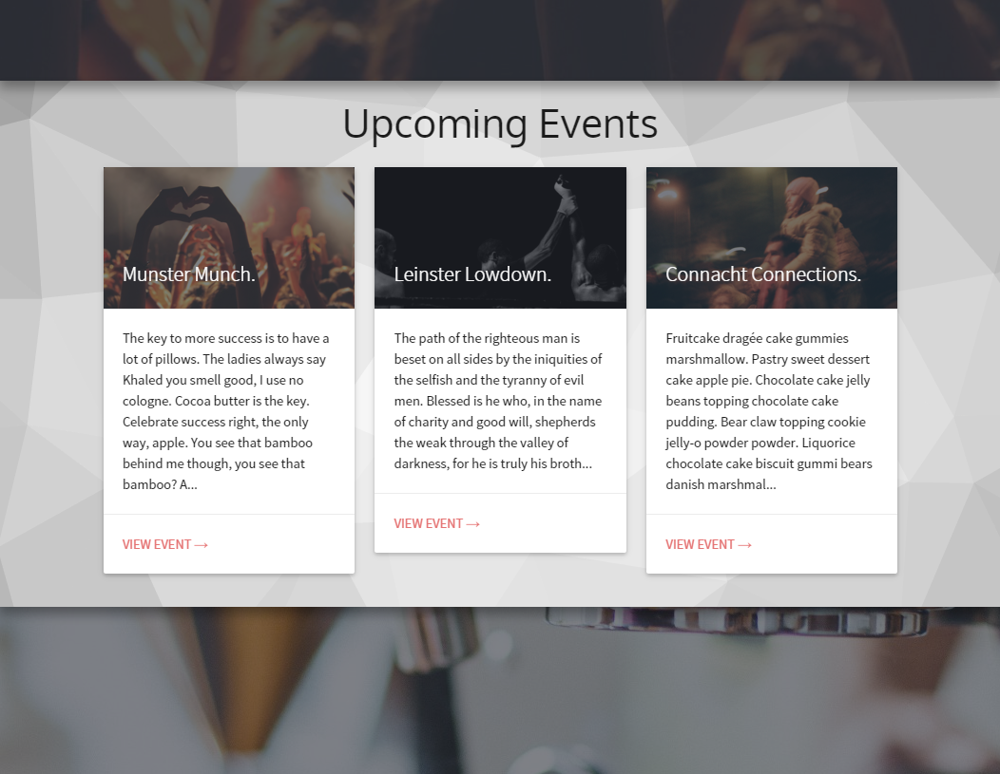 Upcoming Events
Munster Munch.
The key to more success is to have a
lot of pillows. The ladies always say
Khaled you smell good, I use no
cologne. Cocoa butter is the key.
Celebrate success right, the only
way, apple. You see that bamboo
behind me though, you see that
bamboo? A...
VIEW EVENT →
Leinster Lowdown.
The path of the righteous man is
beset on all sides by the iniquities of
the selfish and the tyranny of evil
men. Blessed is he who, in the name
of charity and good will, shepherds
the weak through the valley of
darkness, for he is truly his broth...
VIEW EVENT →
Connacht Connections.
Fruitcake dragée cake gummies
marshmallow. Pastry sweet dessert
cake apple pie. Chocolate cake jelly
beans topping chocolate cake
pudding. Bear claw topping cookie
jelly-o powder powder. Liquorice
chocolate cake biscuit gummi bears
danish marshmal...
VIEW EVENT →